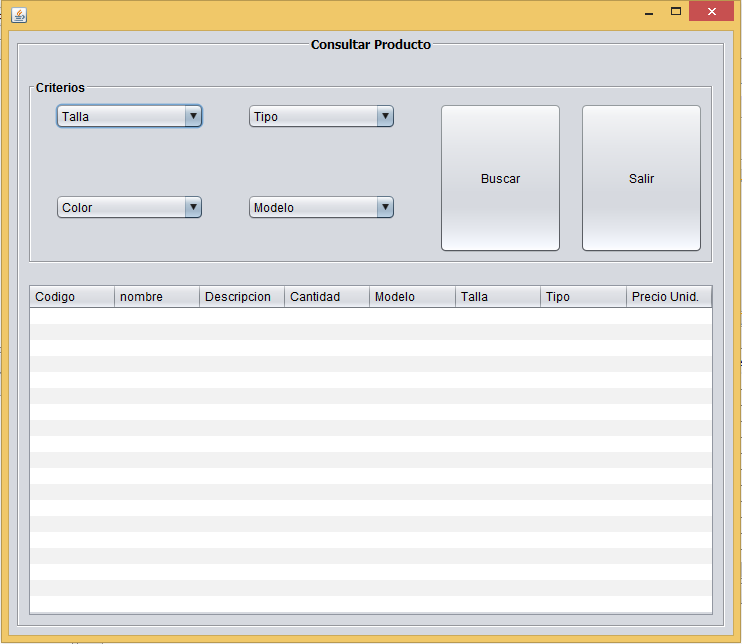 Consultar Producto
Criterios
Talla Tipo
Buscar Salir
Color Modelo
Codigo nombre Descripcion Cantidad Modelo Talla Tipo Precio Unid.